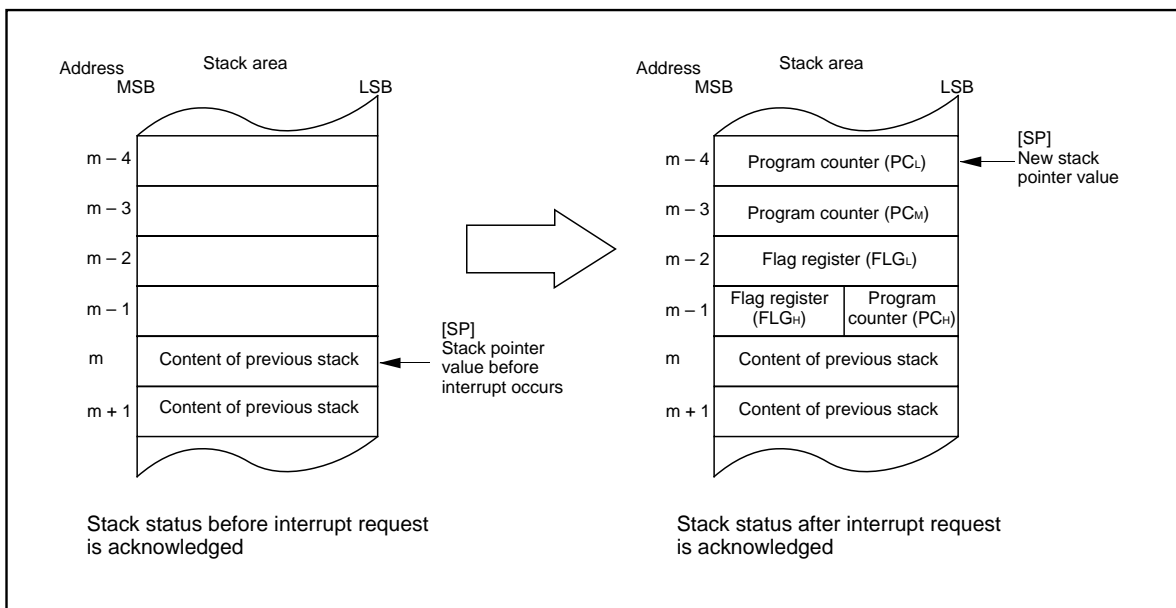 Address
MSB
Stack area
LSB
m – 4
m – 3
m – 2
m – 1
m
Content of previous stack
m + 1
Content of previous stack
[SP]
Stack pointer
value before
interrupt occurs
Stack status before interrupt request
is acknowledged
Address
MSB
Stack area
LSB
m – 4
Program counter (PCL)
[SP]
New stack
pointer value
m – 3
Program counter (PCM)
m – 2
Flag register (FLGL)
m – 1
Flag register
(FLGH)
Program
counter (PCH)
m
Content of previous stack
m + 1
Content of previous stack
Stack status after interrupt request
is acknowledged